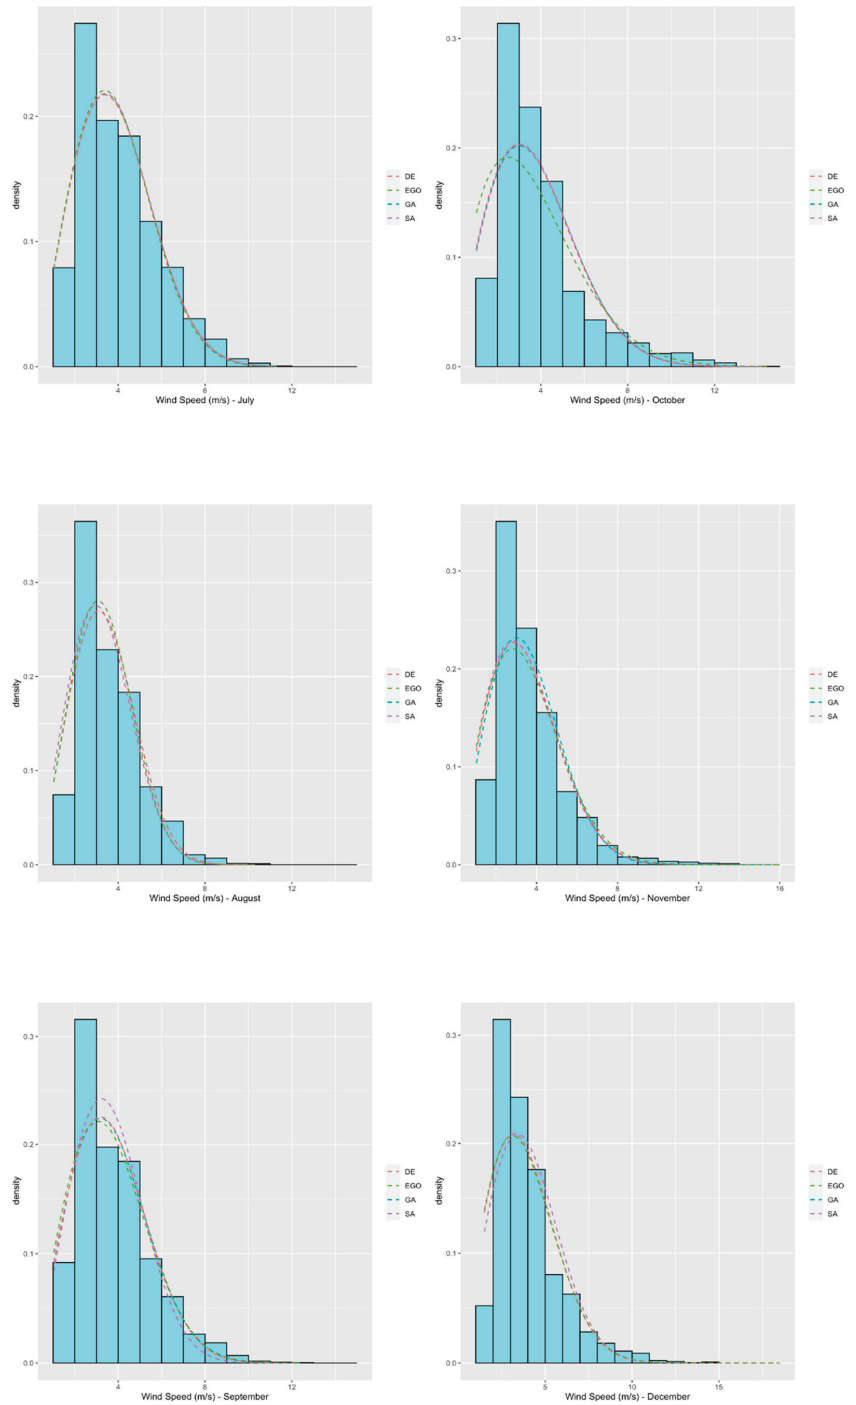 density
0.2
0.1
0.0
4
8
12
Wind Speed (m/s) - July
DE
EGO
GA
SA
density
0.3
0.2
0.1
0.0
4
8
12
Wind Speed (m/s) - October
DE
EGO
GA
SA
density
0.3
0.2
0.1
0.0
4
8
12
Wind Speed (m/s) - August
DE
EGO
GA
SA
density
0.3
0.2
0.1
0.0
4
8
12
16
Wind Speed (m/s) - November
DE
EGO
GA
SA
density
0.3
0.2
0.1
0.0
4
8
12
Wind Speed (m/s) - September
DE
EGO
GA
SA
density
0.3
0.2
0.1
0.0
5
10
15
Wind Speed (m/s) - December
DE
EGO
GA
SA